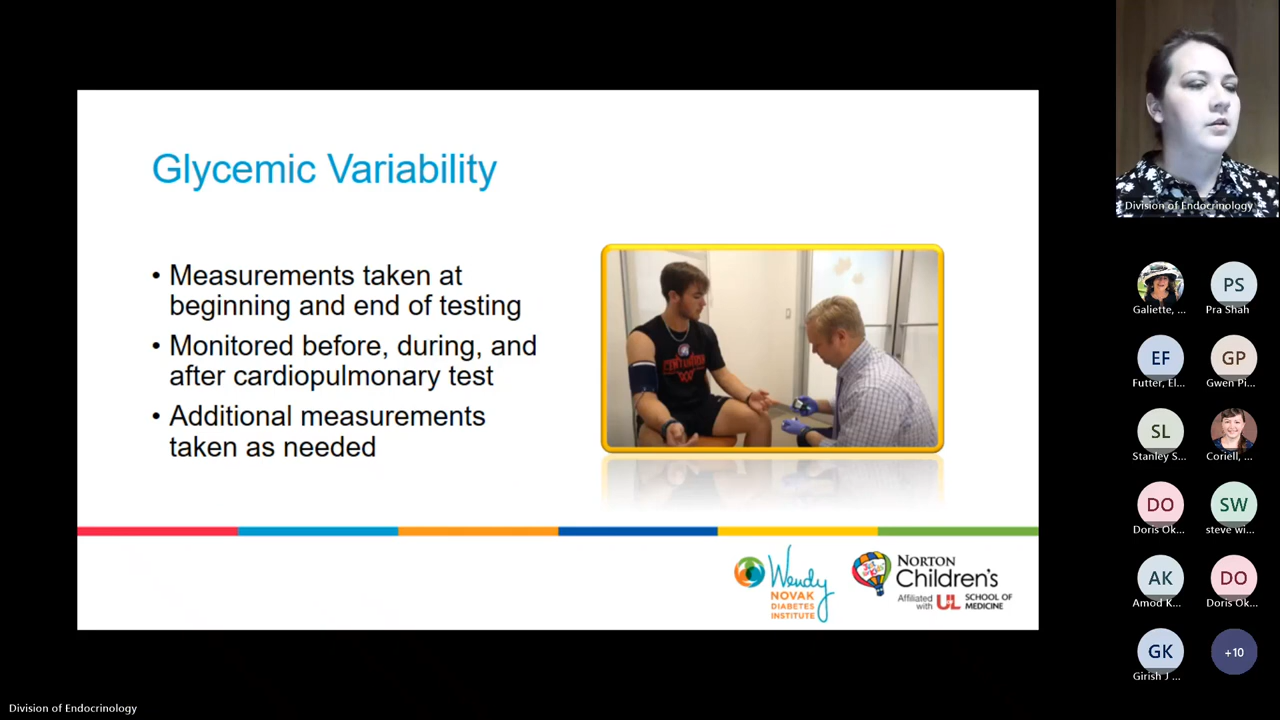 Glycemic Variability
• Measurements taken at
beginning and end of testing
• Monitored before, during, and
after cardiopulmonary test
• Additional measurements
taken as needed
Wendy
NOVAK
DIABETES
INSTITUTE
NORTON
Children's
Affiliated
with
UL SCHOOL OF
MEDICINE
Division of Endocrinology
Galiette, ...
PS
Pra Shah
EF
Futter, El...
GP
Gwen Pi...
SL
Stanley S...
Coriell, ...
DO
Doris Ok...
SW
steve wi...
AK
Amod K...
DO
Doris Ok...
GK
Girish J ...
+10
Division of Endocrinology